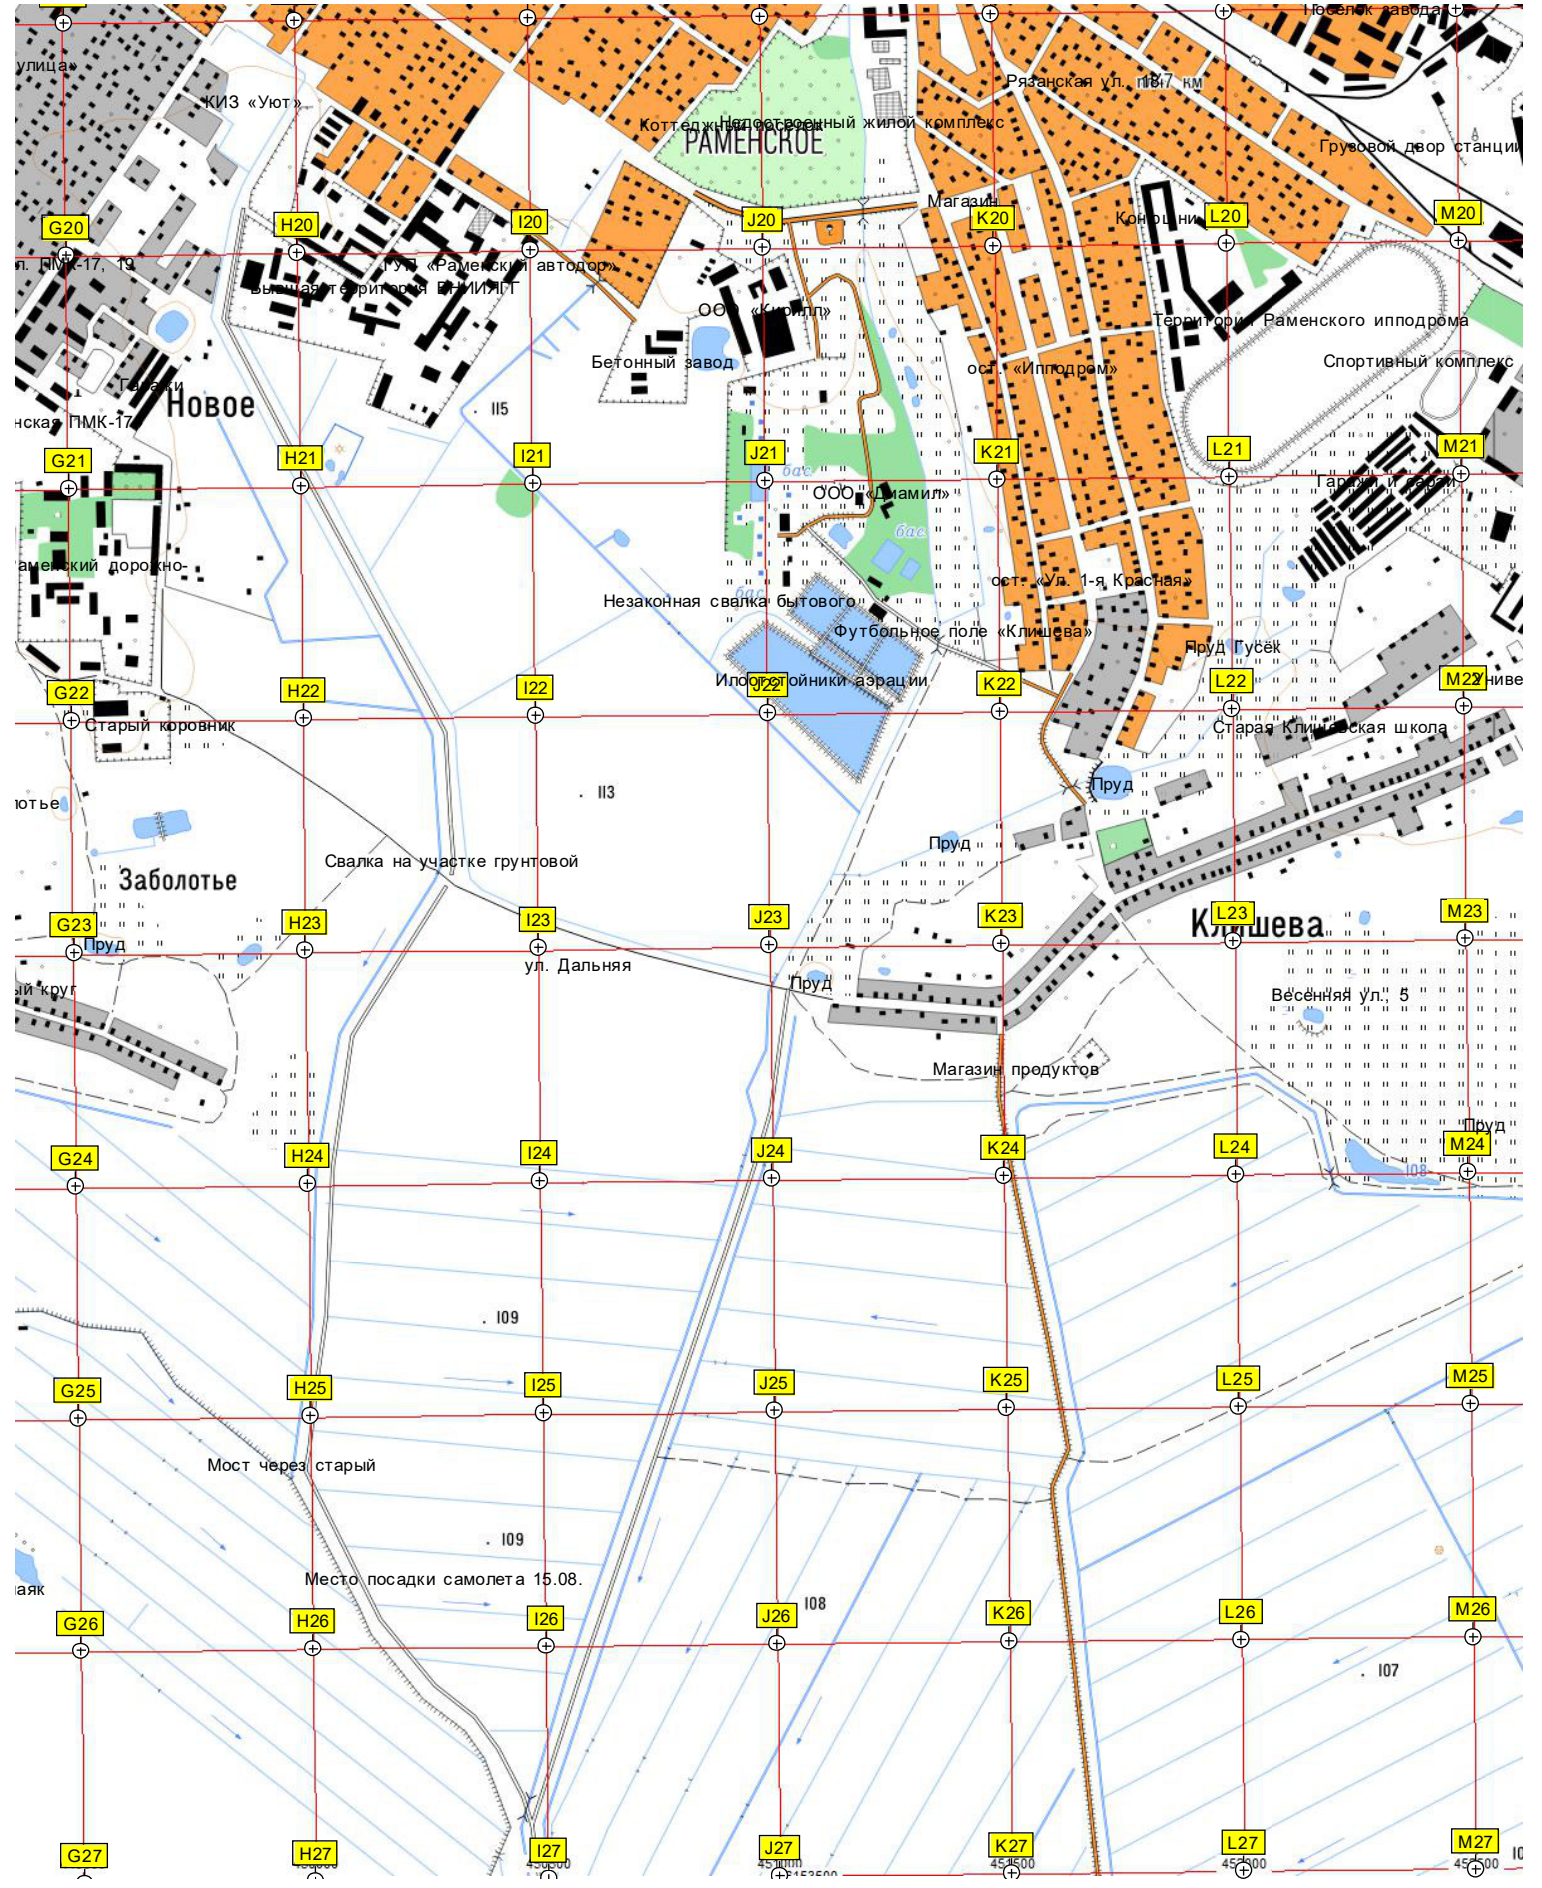 Поселок завода
улица»
Рязанская ул. 18
км
КИЗ «Уют»
Коттеджный поселок
Недостроенный жилой комплекс
РАМЕНСКОЕ
Грузовой двор станции
Магазин
G20
H20
I20
J20
K20
Конюшни
L20
M20
л. ПМК-17, 19
ГУП «Раменский автодор»
Бывшая территория ВНИИЯГГ
ООО «Кирилл»
Территория Раменского ипподрома
Бетонный завод
Спортивный комплекс
ост. «Ипподром»
Гаражи
Новое
115
нская ПМК-17
G21
H21
I21
J21
K21
L21
M21
бас.
Гаражи и сараи
ООО «Диамил»
бас.
аменский дорожно-
ост. «Ул. 1-я Красная»
бас.
Незаконная свалка бытового
Футбольное поле «Клишева»
Пруд Гусёк
Илоотстойники аэрации
G22
H22
I22
J22
K22
L22
M22
Униве
Старый коровник
Старая Клишевская школа
113
Пруд
отье
Пруд
Свалка на участке грунтовой
Заболотье
G23
H23
I23
J23
K23
L23
M23
Клишева
Пруд
ул. Дальняя
Пруд
ый круг
Весенняя ул., 5
Магазин продуктов
Пруд
G24
H24
I24
J24
K24
L24
M24
108
109
G25
H25
I25
J25
K25
L25
M25
Мост через старый
109
Место посадки самолета 15.08.
аяк
108
G26
H26
I26
J26
K26
L26
M26
107
G27
H27
I27
J27
K27
L27
M27